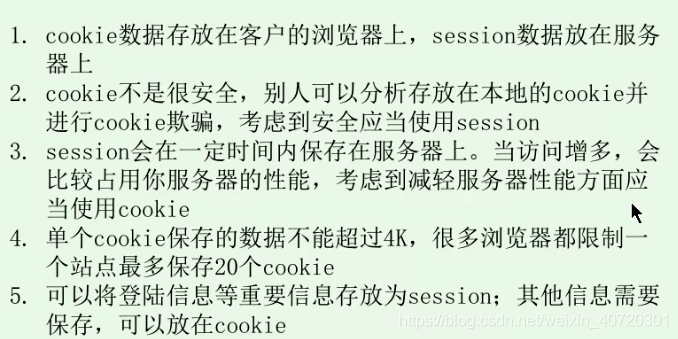 1. cookie数据存放在客户的浏览器上，session数据放在服务
器上
2. cookie不是很安全，别人可以分析存放在本地的cookie并
进行cookie欺骗，考虑到安全应当使用session
3. session会在一定时间内保存在服务器上。当访问增多，会
比较占用你服务器的性能，考虑到减轻服务器性能方面应
当使用cookie
4. 单个cookie保存的数据不能超过4K，很多浏览器都限制一
个站点最多保存20个cookie
5. 可以将登陆信息等重要信息存放为session；其他信息需要
保存，可以放在cookie
https://blog.csdn.net/weixin_40720301